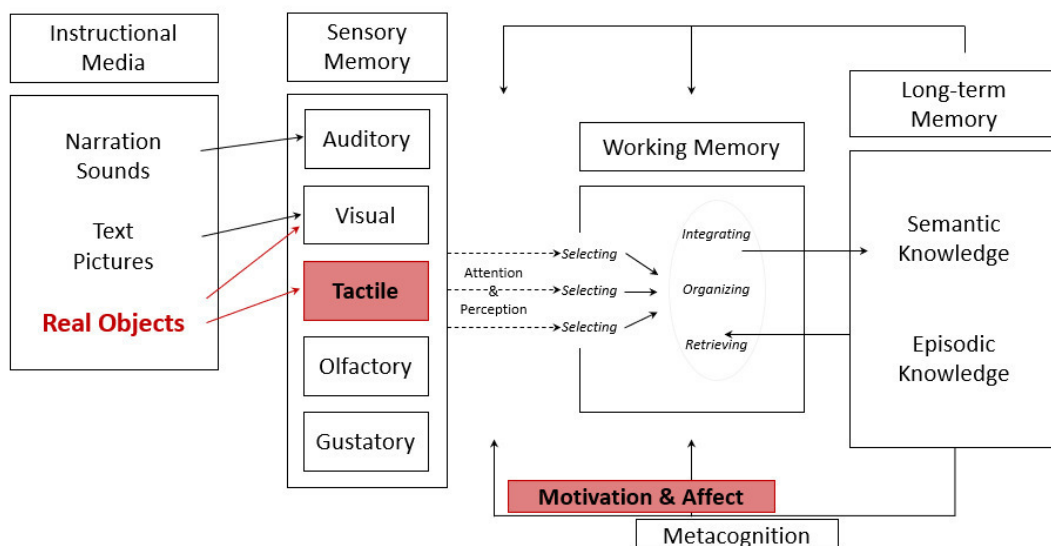 Instructional
Media
Narration
Sounds
Text
Pictures
Real Objects
Sensory
Memory
Auditory
Visual
Tactile
Olfactory
Gustatory
Attention
&
Perception
Working Memory
Selecting
Selecting
Selecting
Integrating
Organizing
Retrieving
Long-term
Memory
Semantic
Knowledge
Episodic
Knowledge
Motivation & Affect
Metacognition